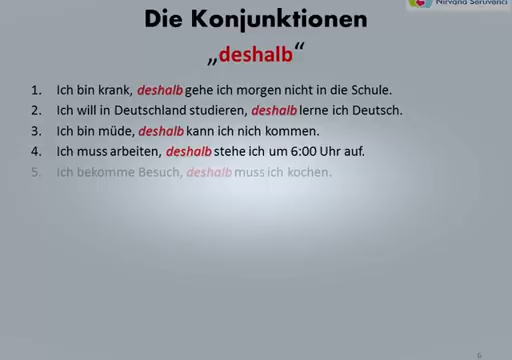 Nirvana Seruvanci
Die Konjunktionen
„deshalb“
1. Ich bin krank, deshalb gehe ich morgen nicht in die Schule.
2. Ich will in Deutschland studieren, deshalb lerne ich Deutsch.
3. Ich bin müde, deshalb kann ich nich kommen.
4. Ich muss arbeiten, deshalb stehe ich um 6:00 Uhr auf.
5. Ich bekomme Besuch, deshalb muss ich kochen.
6